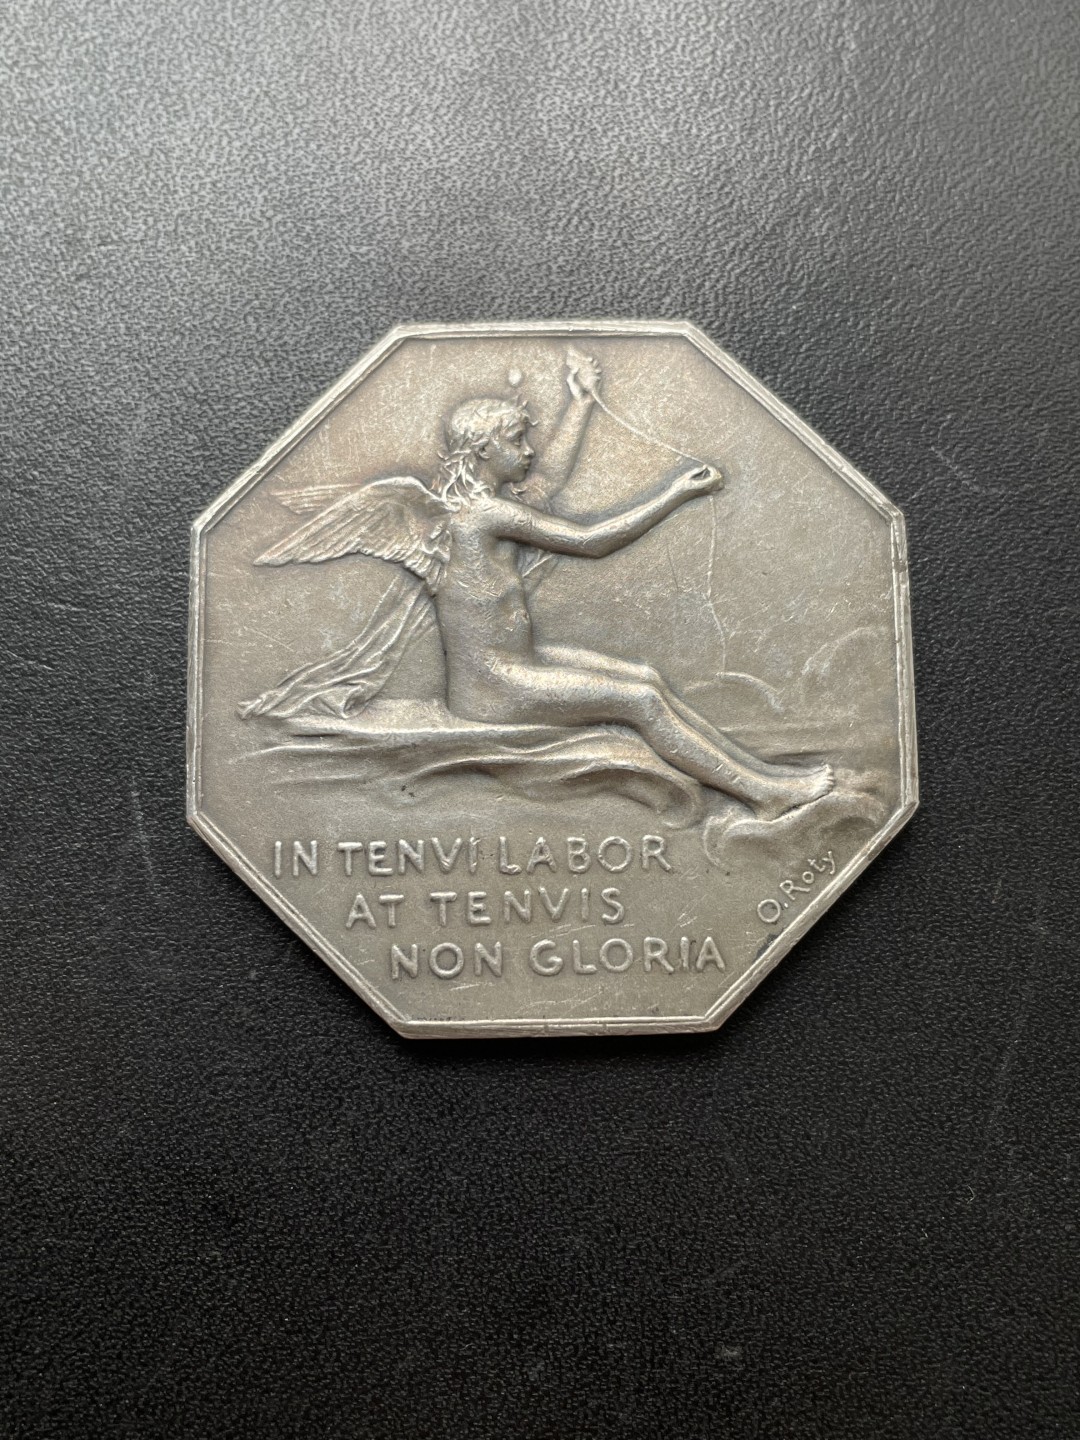 IN TENVI LABOR
AT TENVIS
NON GLORIA
O. Roty